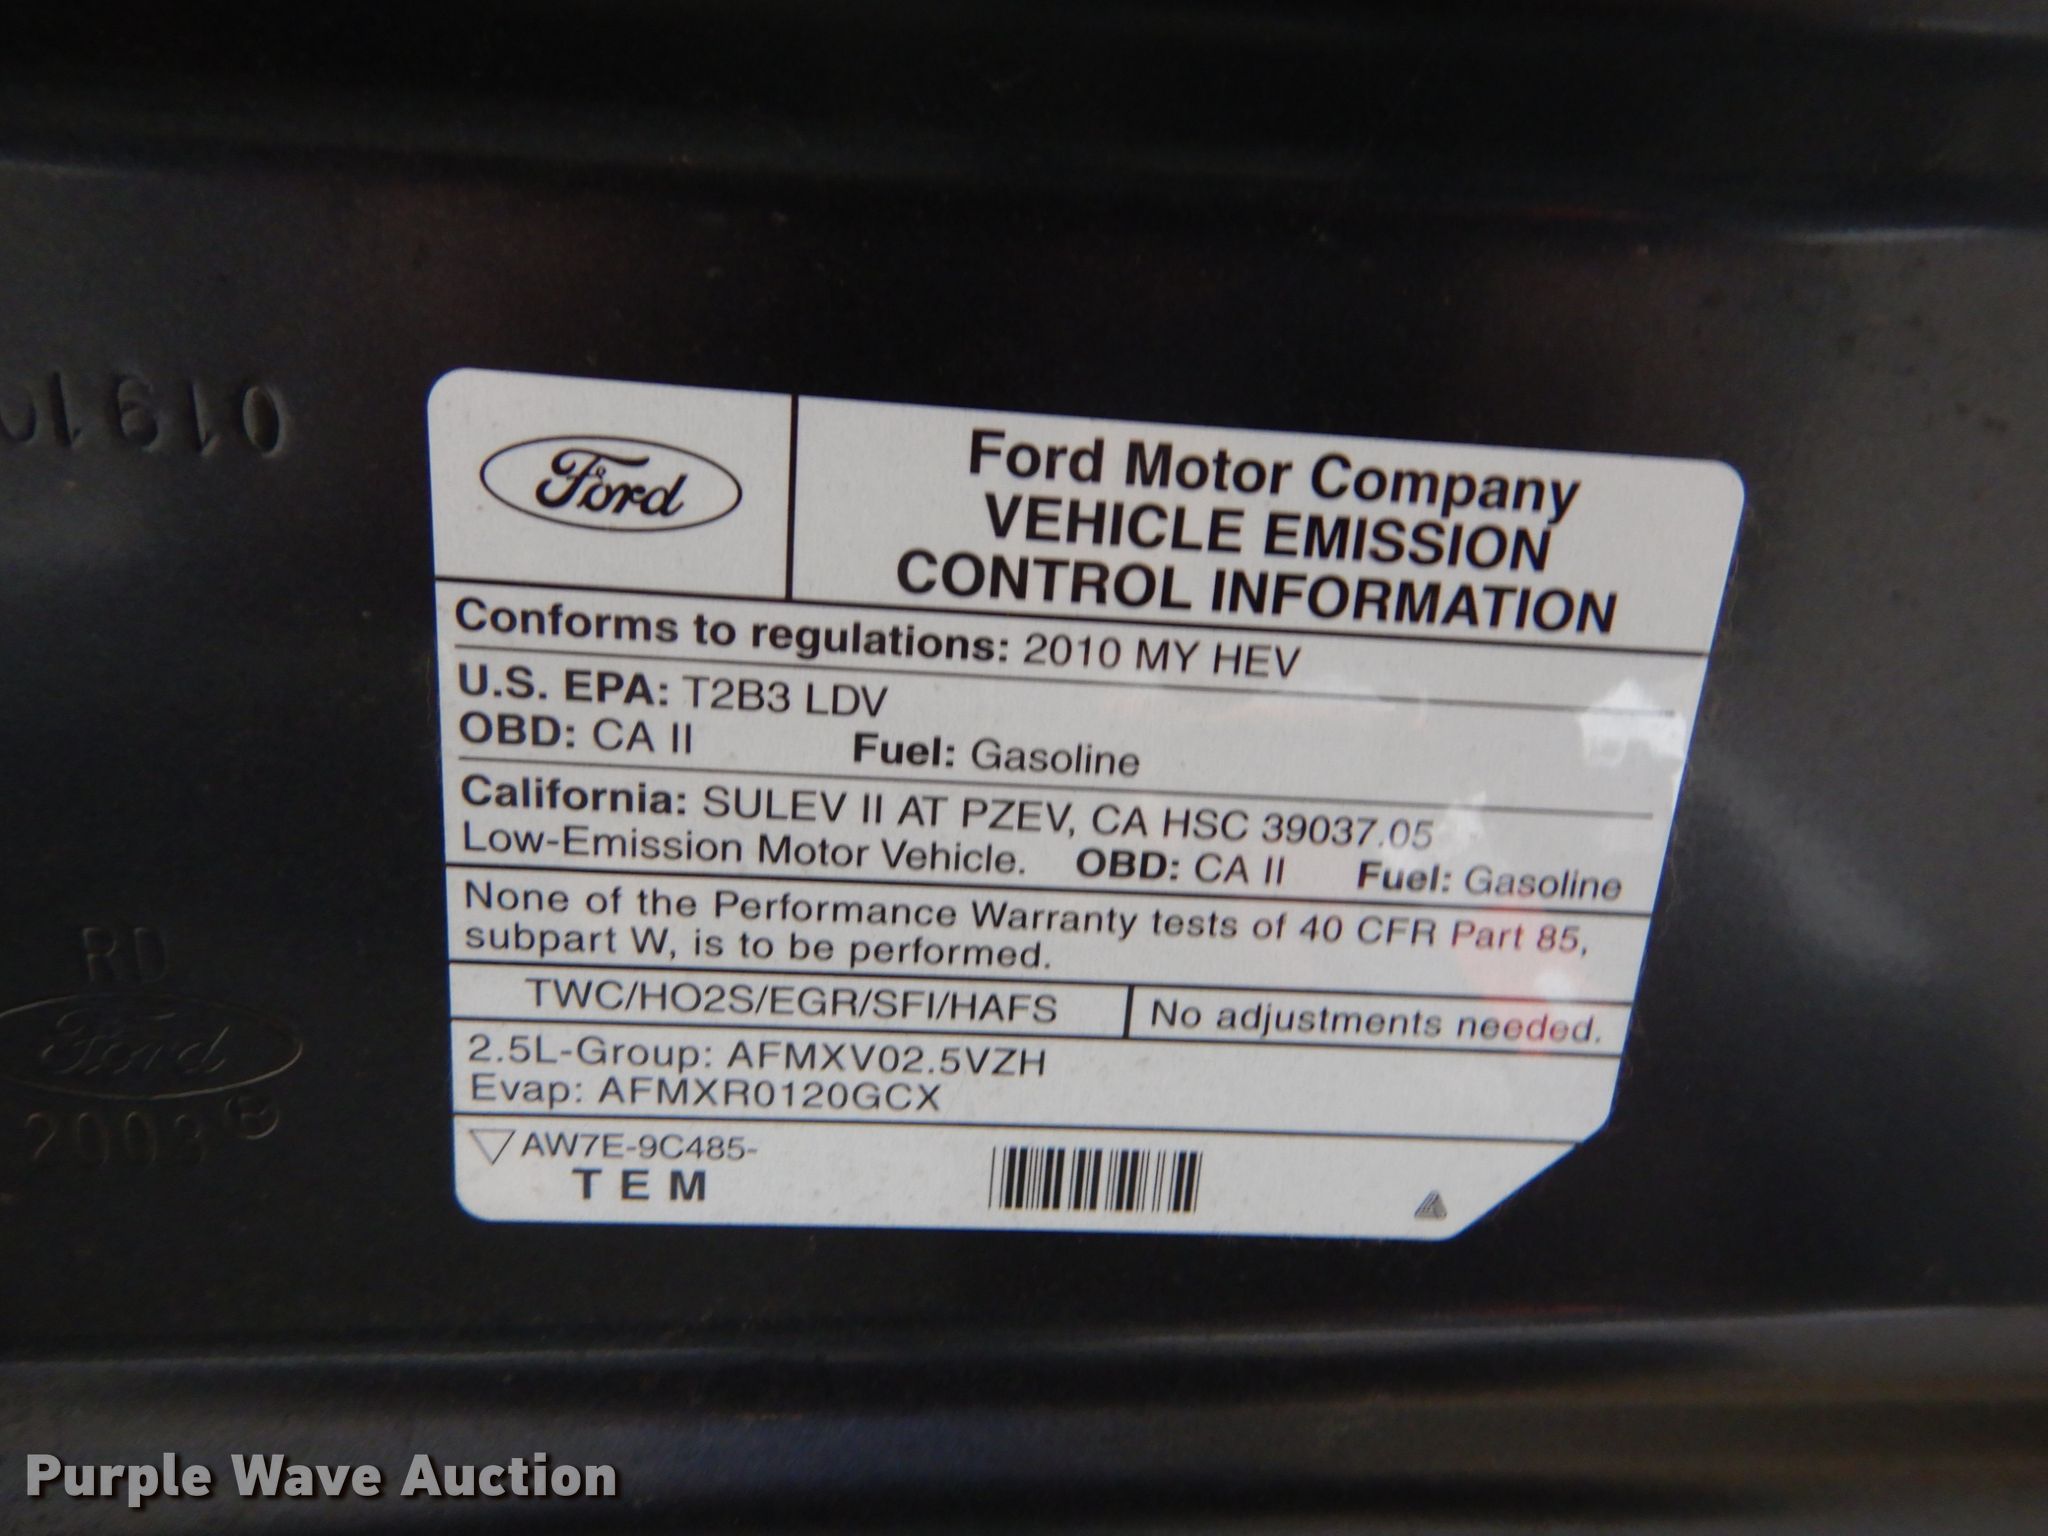 Ford
Ford Motor Company
VEHICLE EMISSION
CONTROL INFORMATION
Conforms to regulations: 2010 MY HEV
U.S. EPA: T2B3 LDV
OBD: CA II Fuel: Gasoline
California: SULEV II AT PZEV, CA HSC 39037.05
Low-Emission Motor Vehicle. OBD: CA II Fuel: Gasoline
None of the Performance Warranty tests of 40 CFR Part 85,
subpart W, is to be performed.
TWC/HO2S/EGR/SFI/HAFS No adjustments needed.
2.5L-Group: AFMXV02.5VZH
Evap: AFMXR0120GCX
AW7E-9C485-
T E M
RD
Ford
2003
Purple Wave Auction